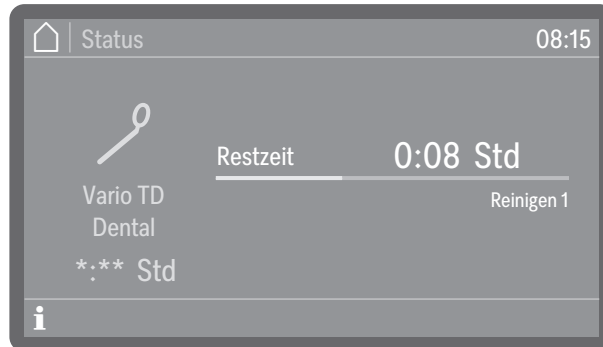 Status
08:15
Restzeit 0:08 Std
Reinigen 1
Vario TD
Dental
*:** Std
i